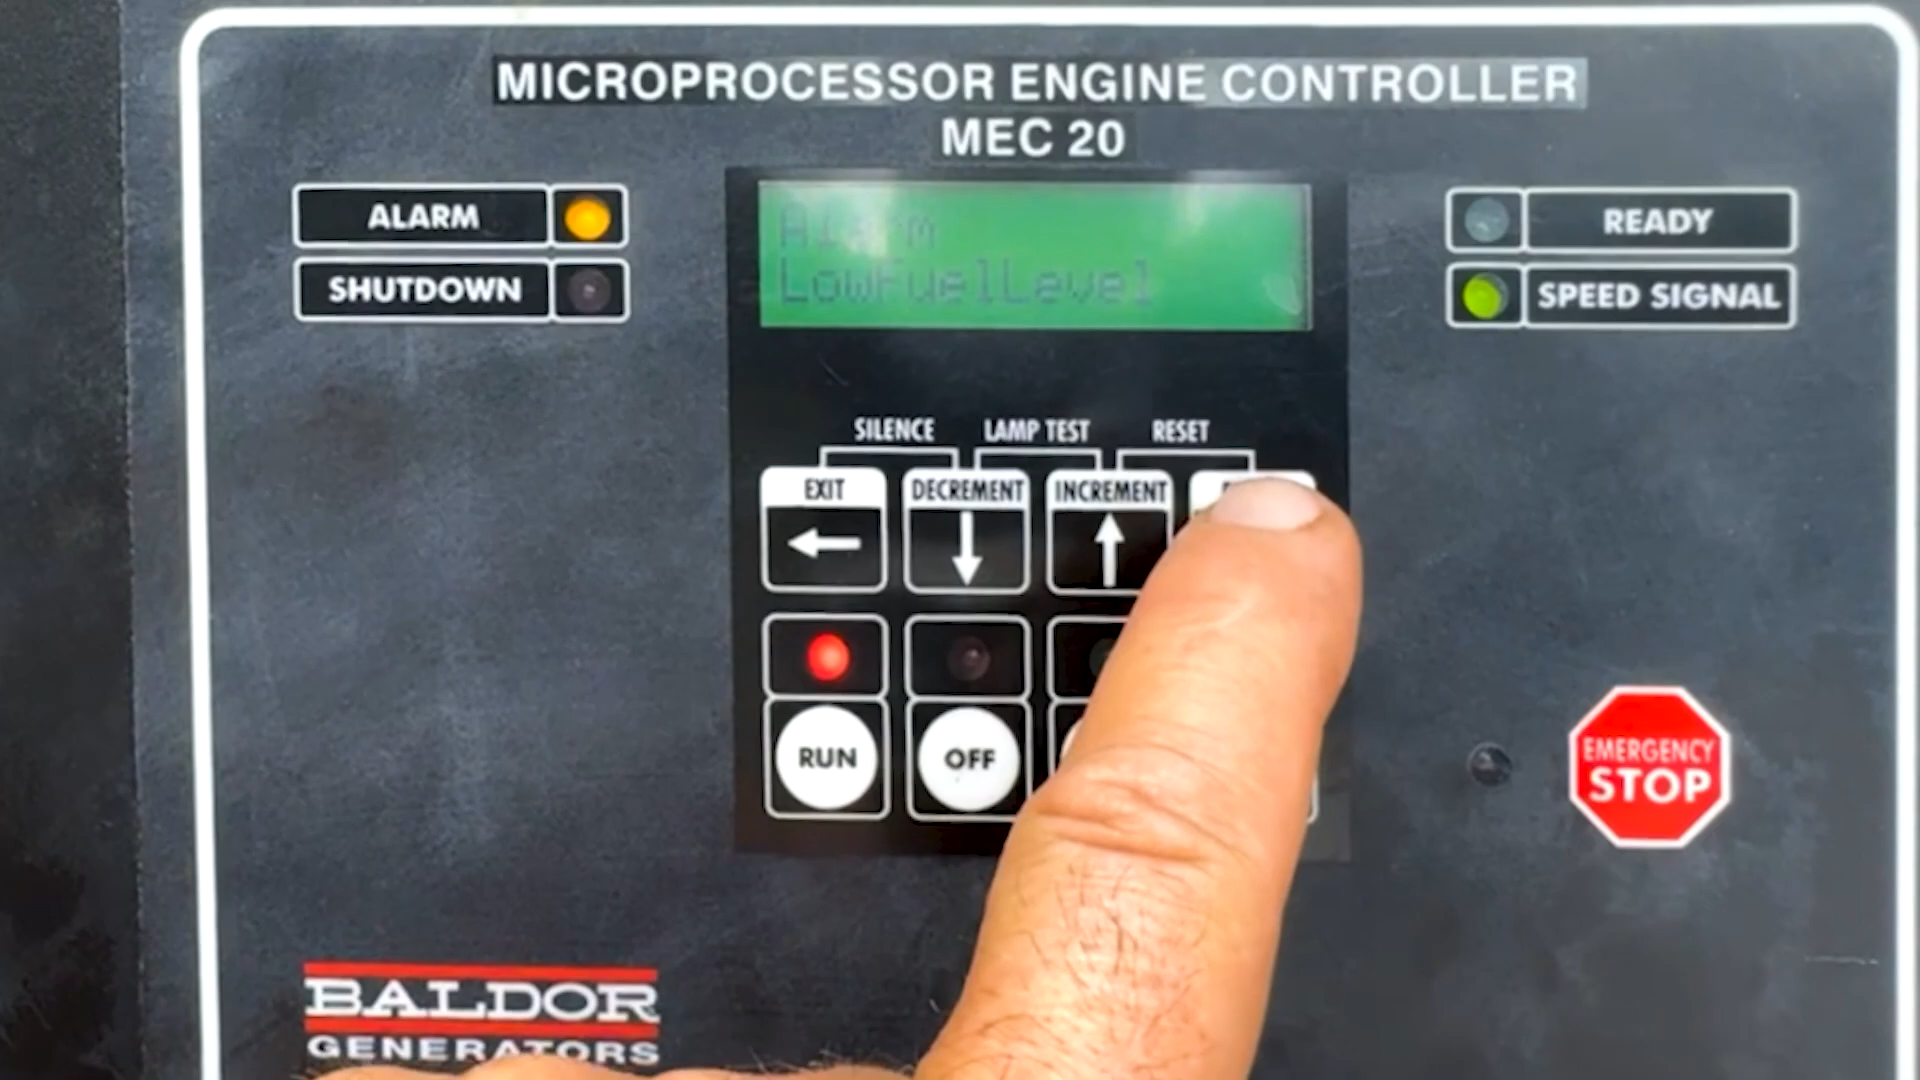 MICROPROCESSOR ENGINE CONTROLLER
MEC 20
ALARM
SHUTDOWN
Alarm
LowFuelLevel
READY
SPEED SIGNAL
SILENCE
LAMP TEST
RESET
EXIT
DECREMENT
INCREMENT
RUN
OFF
EMERGENCY
STOP
BALDOR
GENERATORS